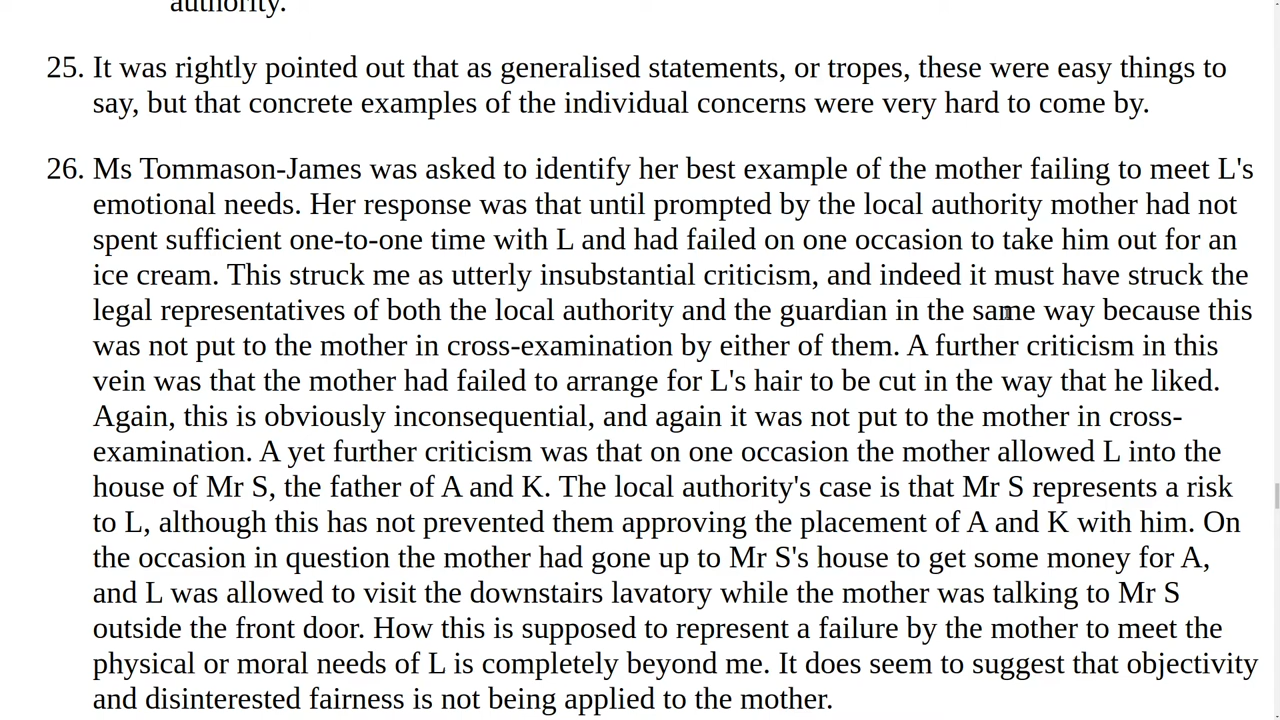 authority.
25. It was rightly pointed out that as generalised statements, or tropes, these were easy things to
say, but that concrete examples of the individual concerns were very hard to come by.
26. Ms Tommason-James was asked to identify her best example of the mother failing to meet L's
emotional needs. Her response was that until prompted by the local authority mother had not
spent sufficient one-to-one time with L and had failed on one occasion to take him out for an
ice cream. This struck me as utterly insubstantial criticism, and indeed it must have struck the
legal representatives of both the local authority and the guardian in the same way because this
was not put to the mother in cross-examination by either of them. A further criticism in this
vein was that the mother had failed to arrange for L's hair to be cut in the way that he liked.
Again, this is obviously inconsequential, and again it was not put to the mother in cross-
examination. A yet further criticism was that on one occasion the mother allowed L into the
house of Mr S, the father of A and K. The local authority's case is that Mr S represents a risk
to L, although this has not prevented them approving the placement of A and K with him. On
the occasion in question the mother had gone up to Mr S's house to get some money for A,
and L was allowed to visit the downstairs lavatory while the mother was talking to Mr S
outside the front door. How this is supposed to represent a failure by the mother to meet the
physical or moral needs of L is completely beyond me. It does seem to suggest that objectivity
and disinterested fairness is not being applied to the mother.